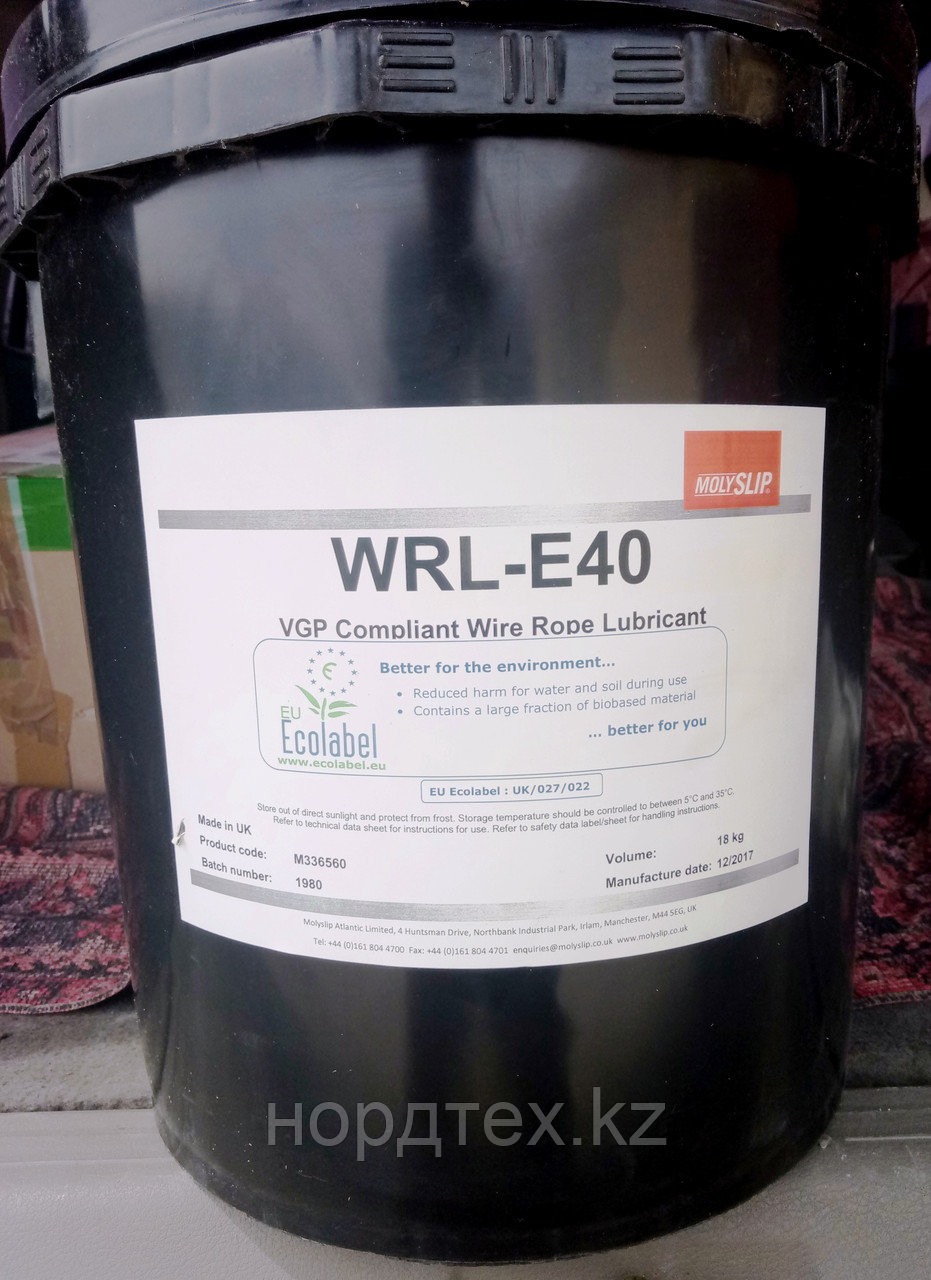 MOLYSLIP®
WRL-E40
VGP Compliant Wire Rope Lubricant
Better for the environment...
• Reduced harm for water and soil during use
• Contains a large fraction of biobased material
... better for you
EU
Ecolabel
www.ecolabel.eu
EU Ecolabel : UK/027/022
Store out of direct sunlight and protect from frost. Storage temperature should be controlled to between 5°C and 35°C.
Refer to technical data sheet for instructions for use. Refer to safety data label/sheet for handling instructions.
Made in UK
Product code: M336560
Batch number: 1980
Volume: 18 kg
Manufacture date: 12/2017
Molyslip Atlantic Limited, 4 Huntsman Drive, Northbank Industrial Park, Irlam, Manchester, M44 5EG, UK
Tel: +44 (0)161 804 4700 Fax: +44 (0)161 804 4701 enquiries@molyslip.co.uk www.molyslip.co.uk
нордтех.kz